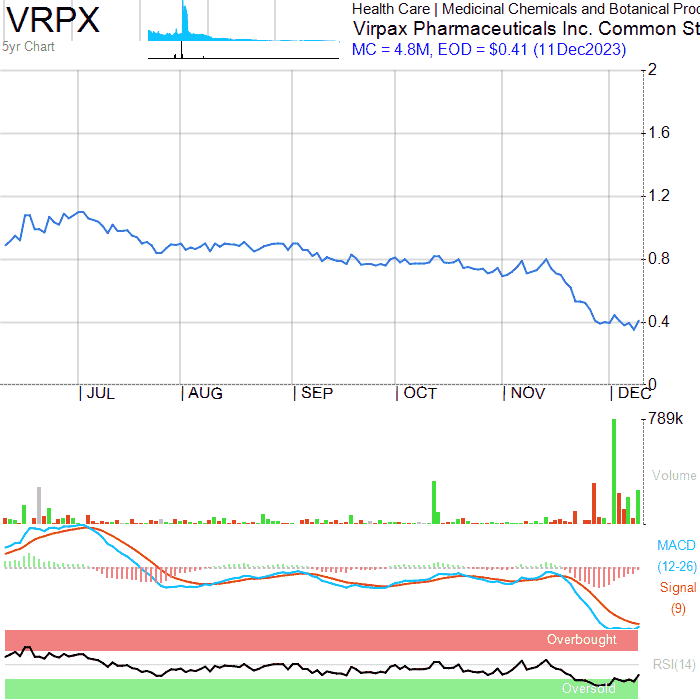 VRPX
5yr Chart
Health Care | Medicinal Chemicals and Botanical Proc
Virpax Pharmaceuticals Inc. Common St
MC = 4.8M, EOD = $0.41 (11Dec2023)
2
1.6
1.2
0.8
0.4
0
| JUL | AUG | SEP | OCT | NOV | DEC
789k
Volume
MACD
(12-26)
Signal
(9)
Overbought
RSI(14)
Oversold